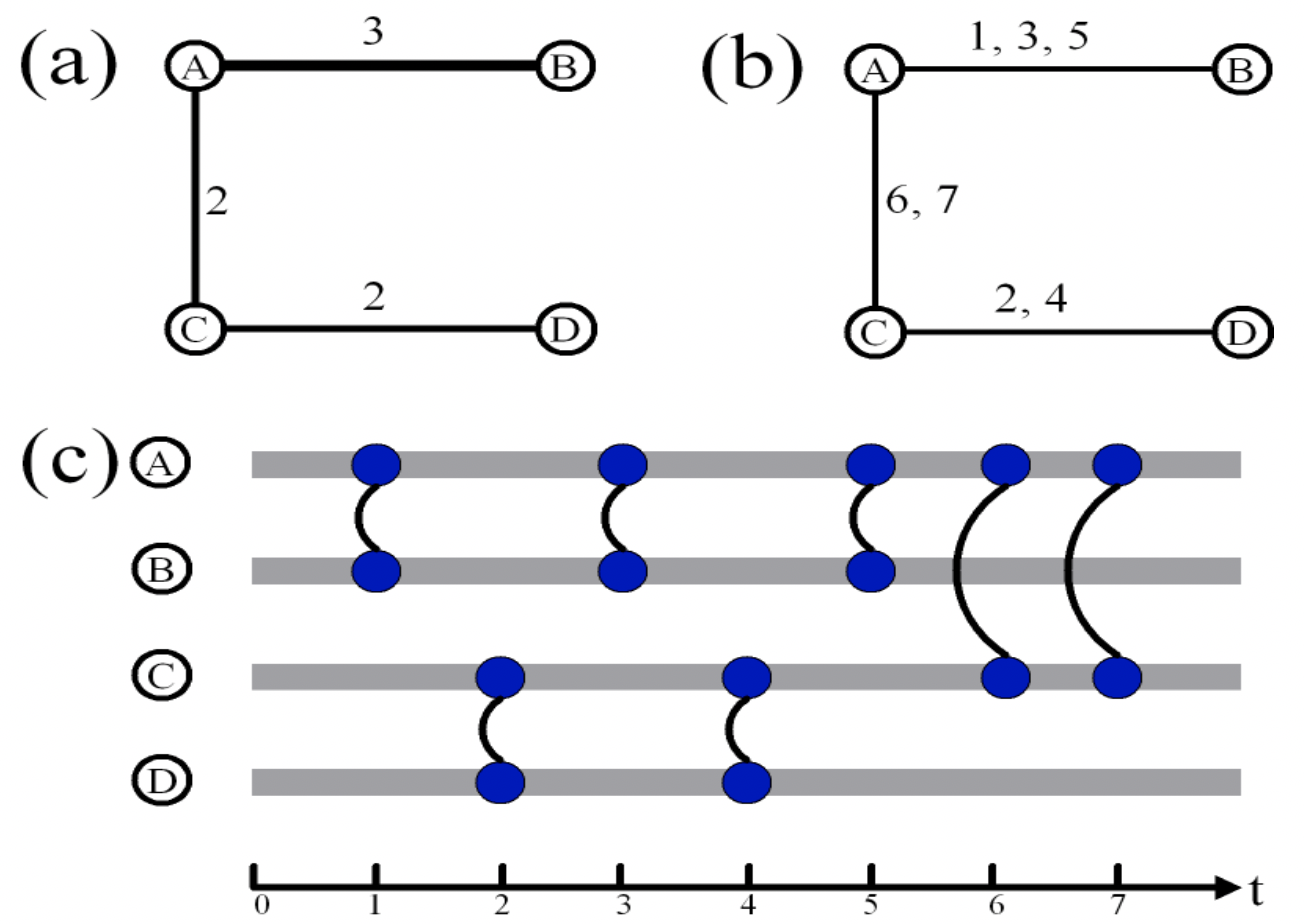 (a) A 3 B (b) A 1, 3, 5 B
2 6, 7
C 2 D C 2, 4 D
(c) A
B
C
D
0 1 2 3 4 5 6 7 t